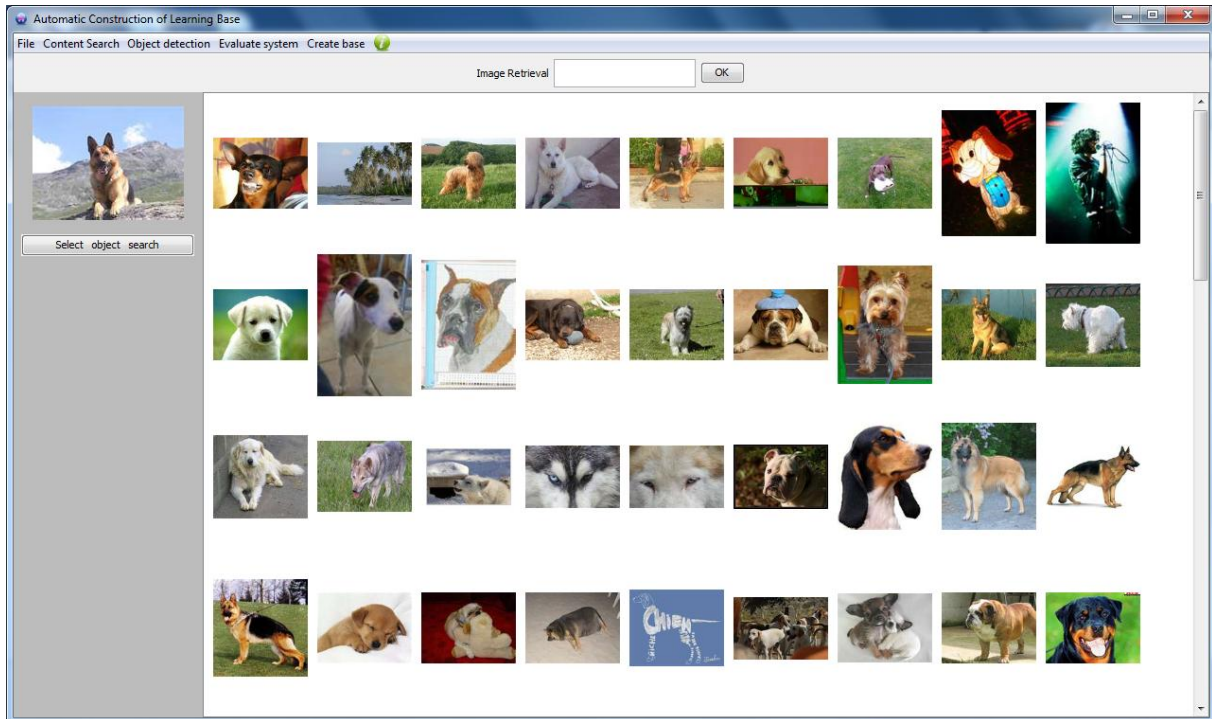 Automatic Construction of Learning Base
File Content Search Object detection Evaluate system Create base
Image Retrieval OK
Select object search
CHIEN